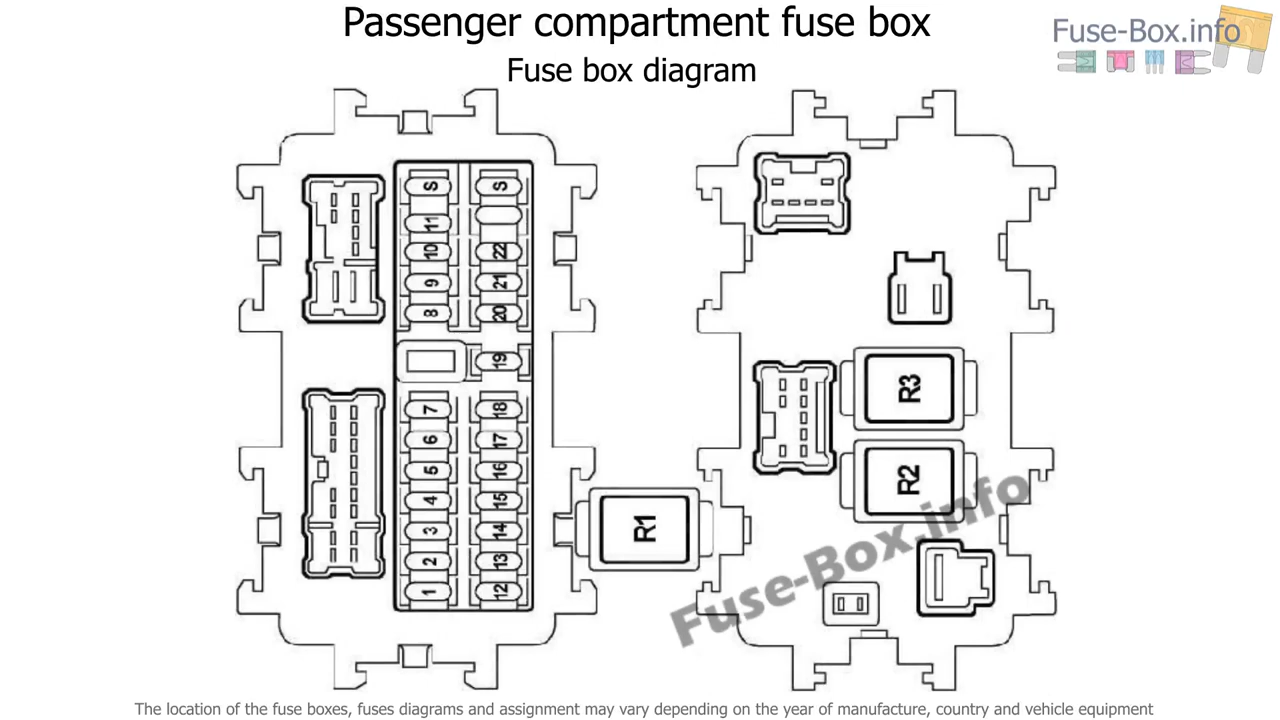 Passenger compartment fuse box
Fuse box diagram
Fuse-Box.info
S S
11
10 22
9 21
8 20
19
7 18
6 17
5 16
4 15
3 14
2 13
1 12
R1
R3
R2
Fuse-Box.info
The location of the fuse boxes, fuses diagrams and assignment may vary depending on the year of manufacture, country and vehicle equipment